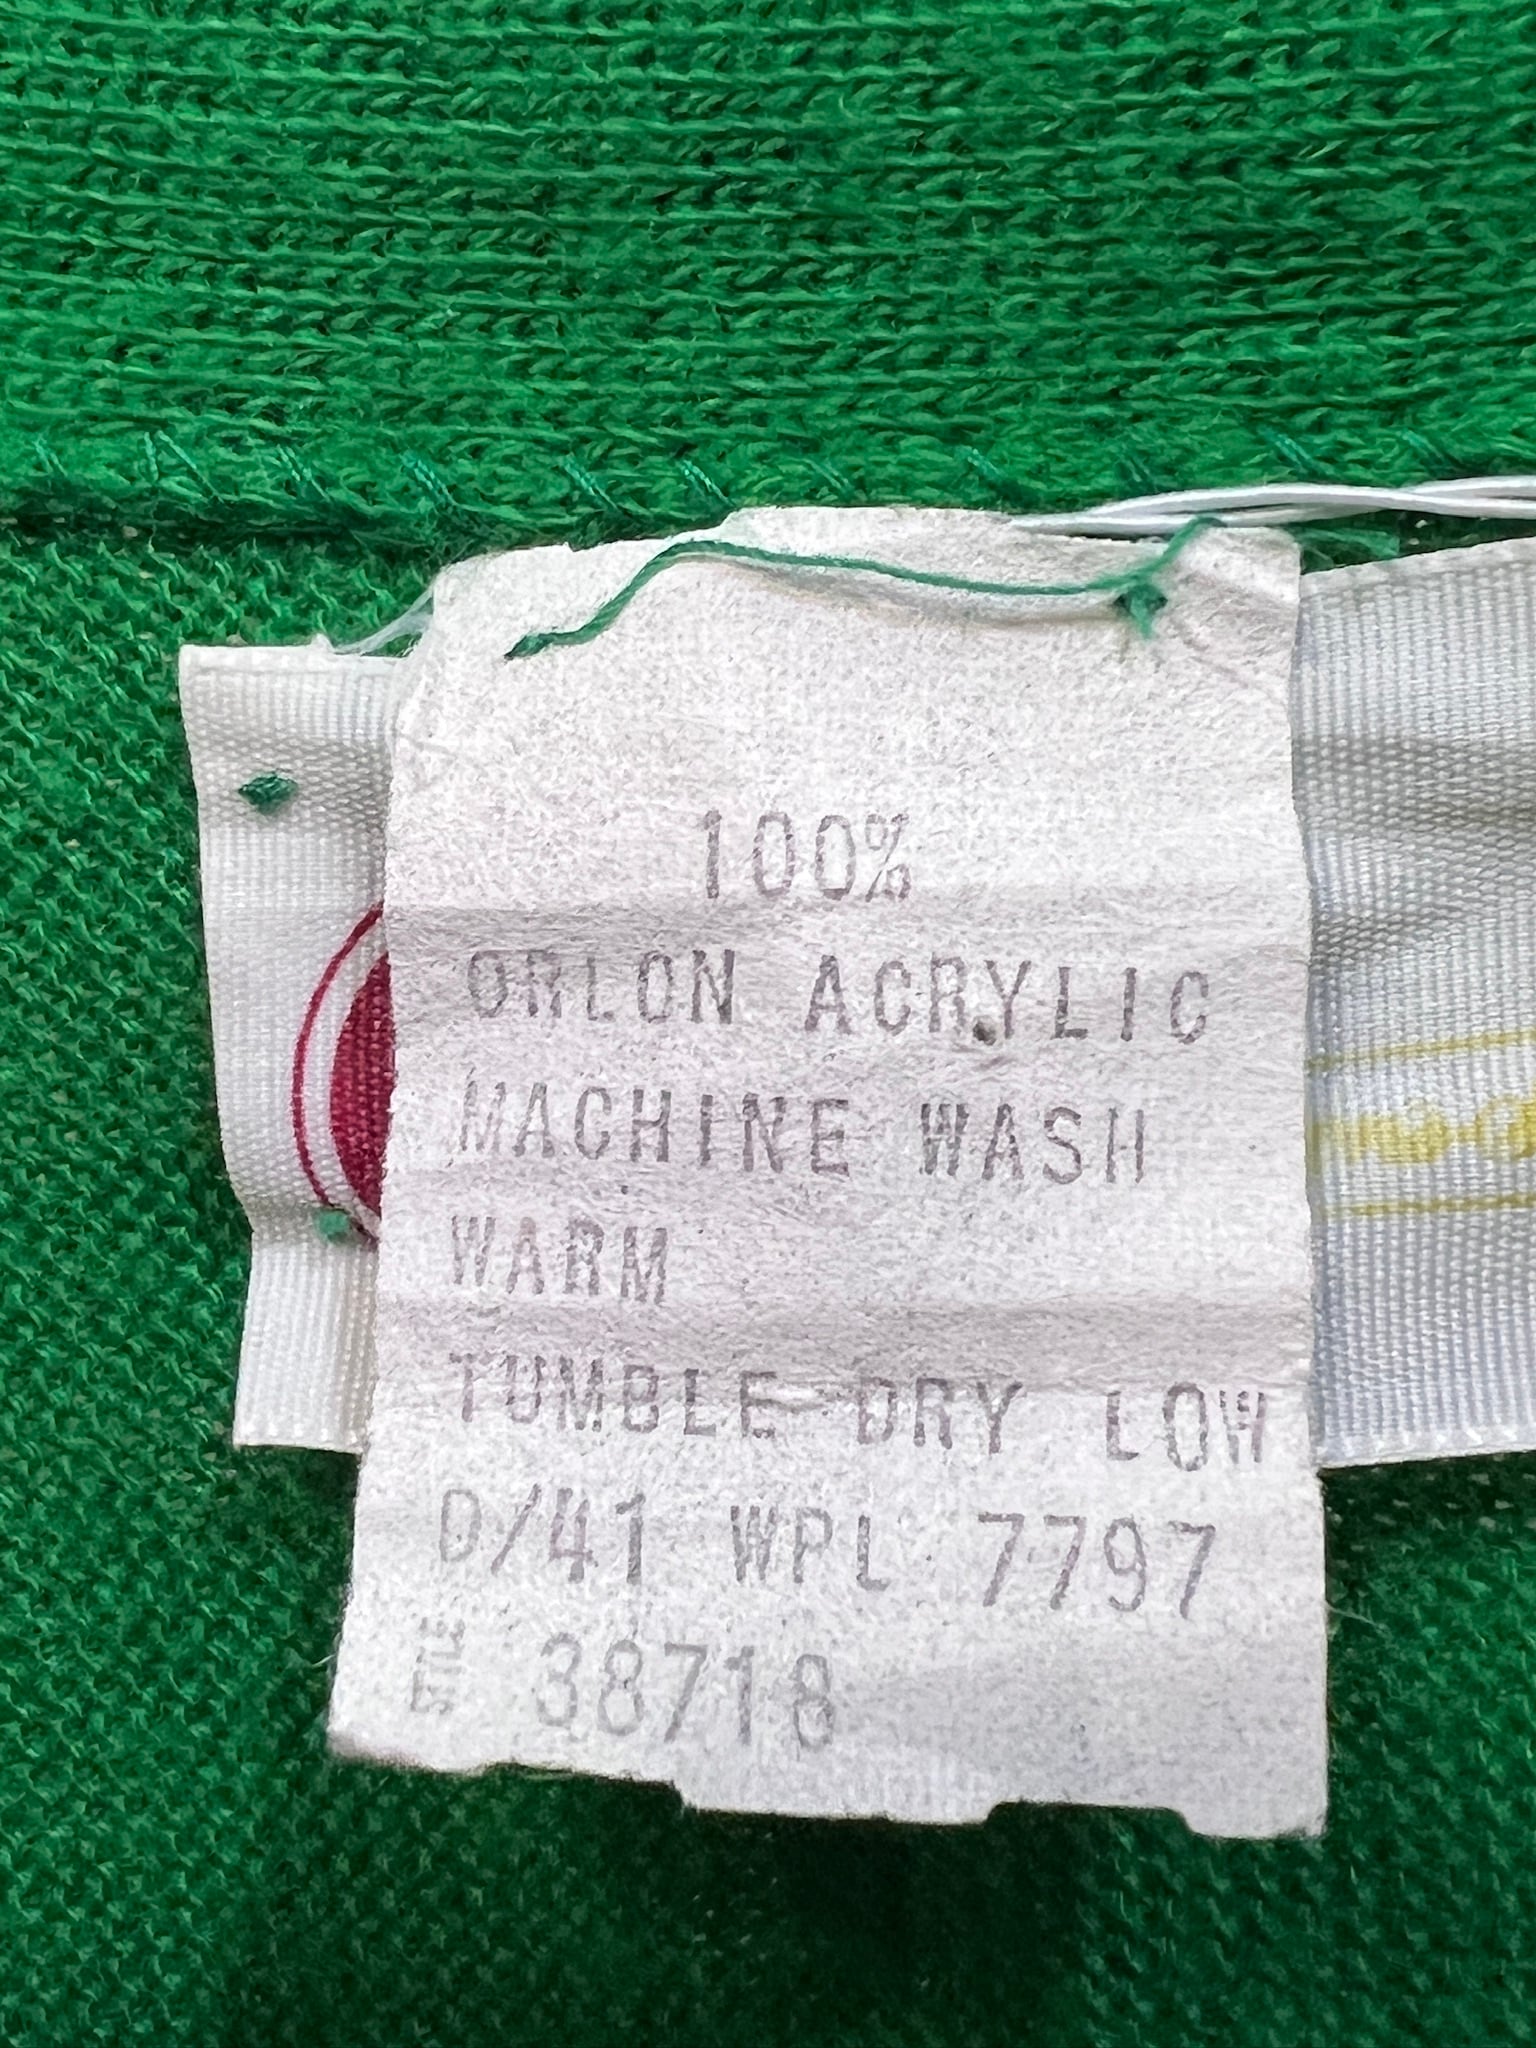 100%
ORLON ACRYLIC
MACHINE WASH
WARM
TUMBLE DRY LOW
D/41 WPL 7797
STYLE 38718